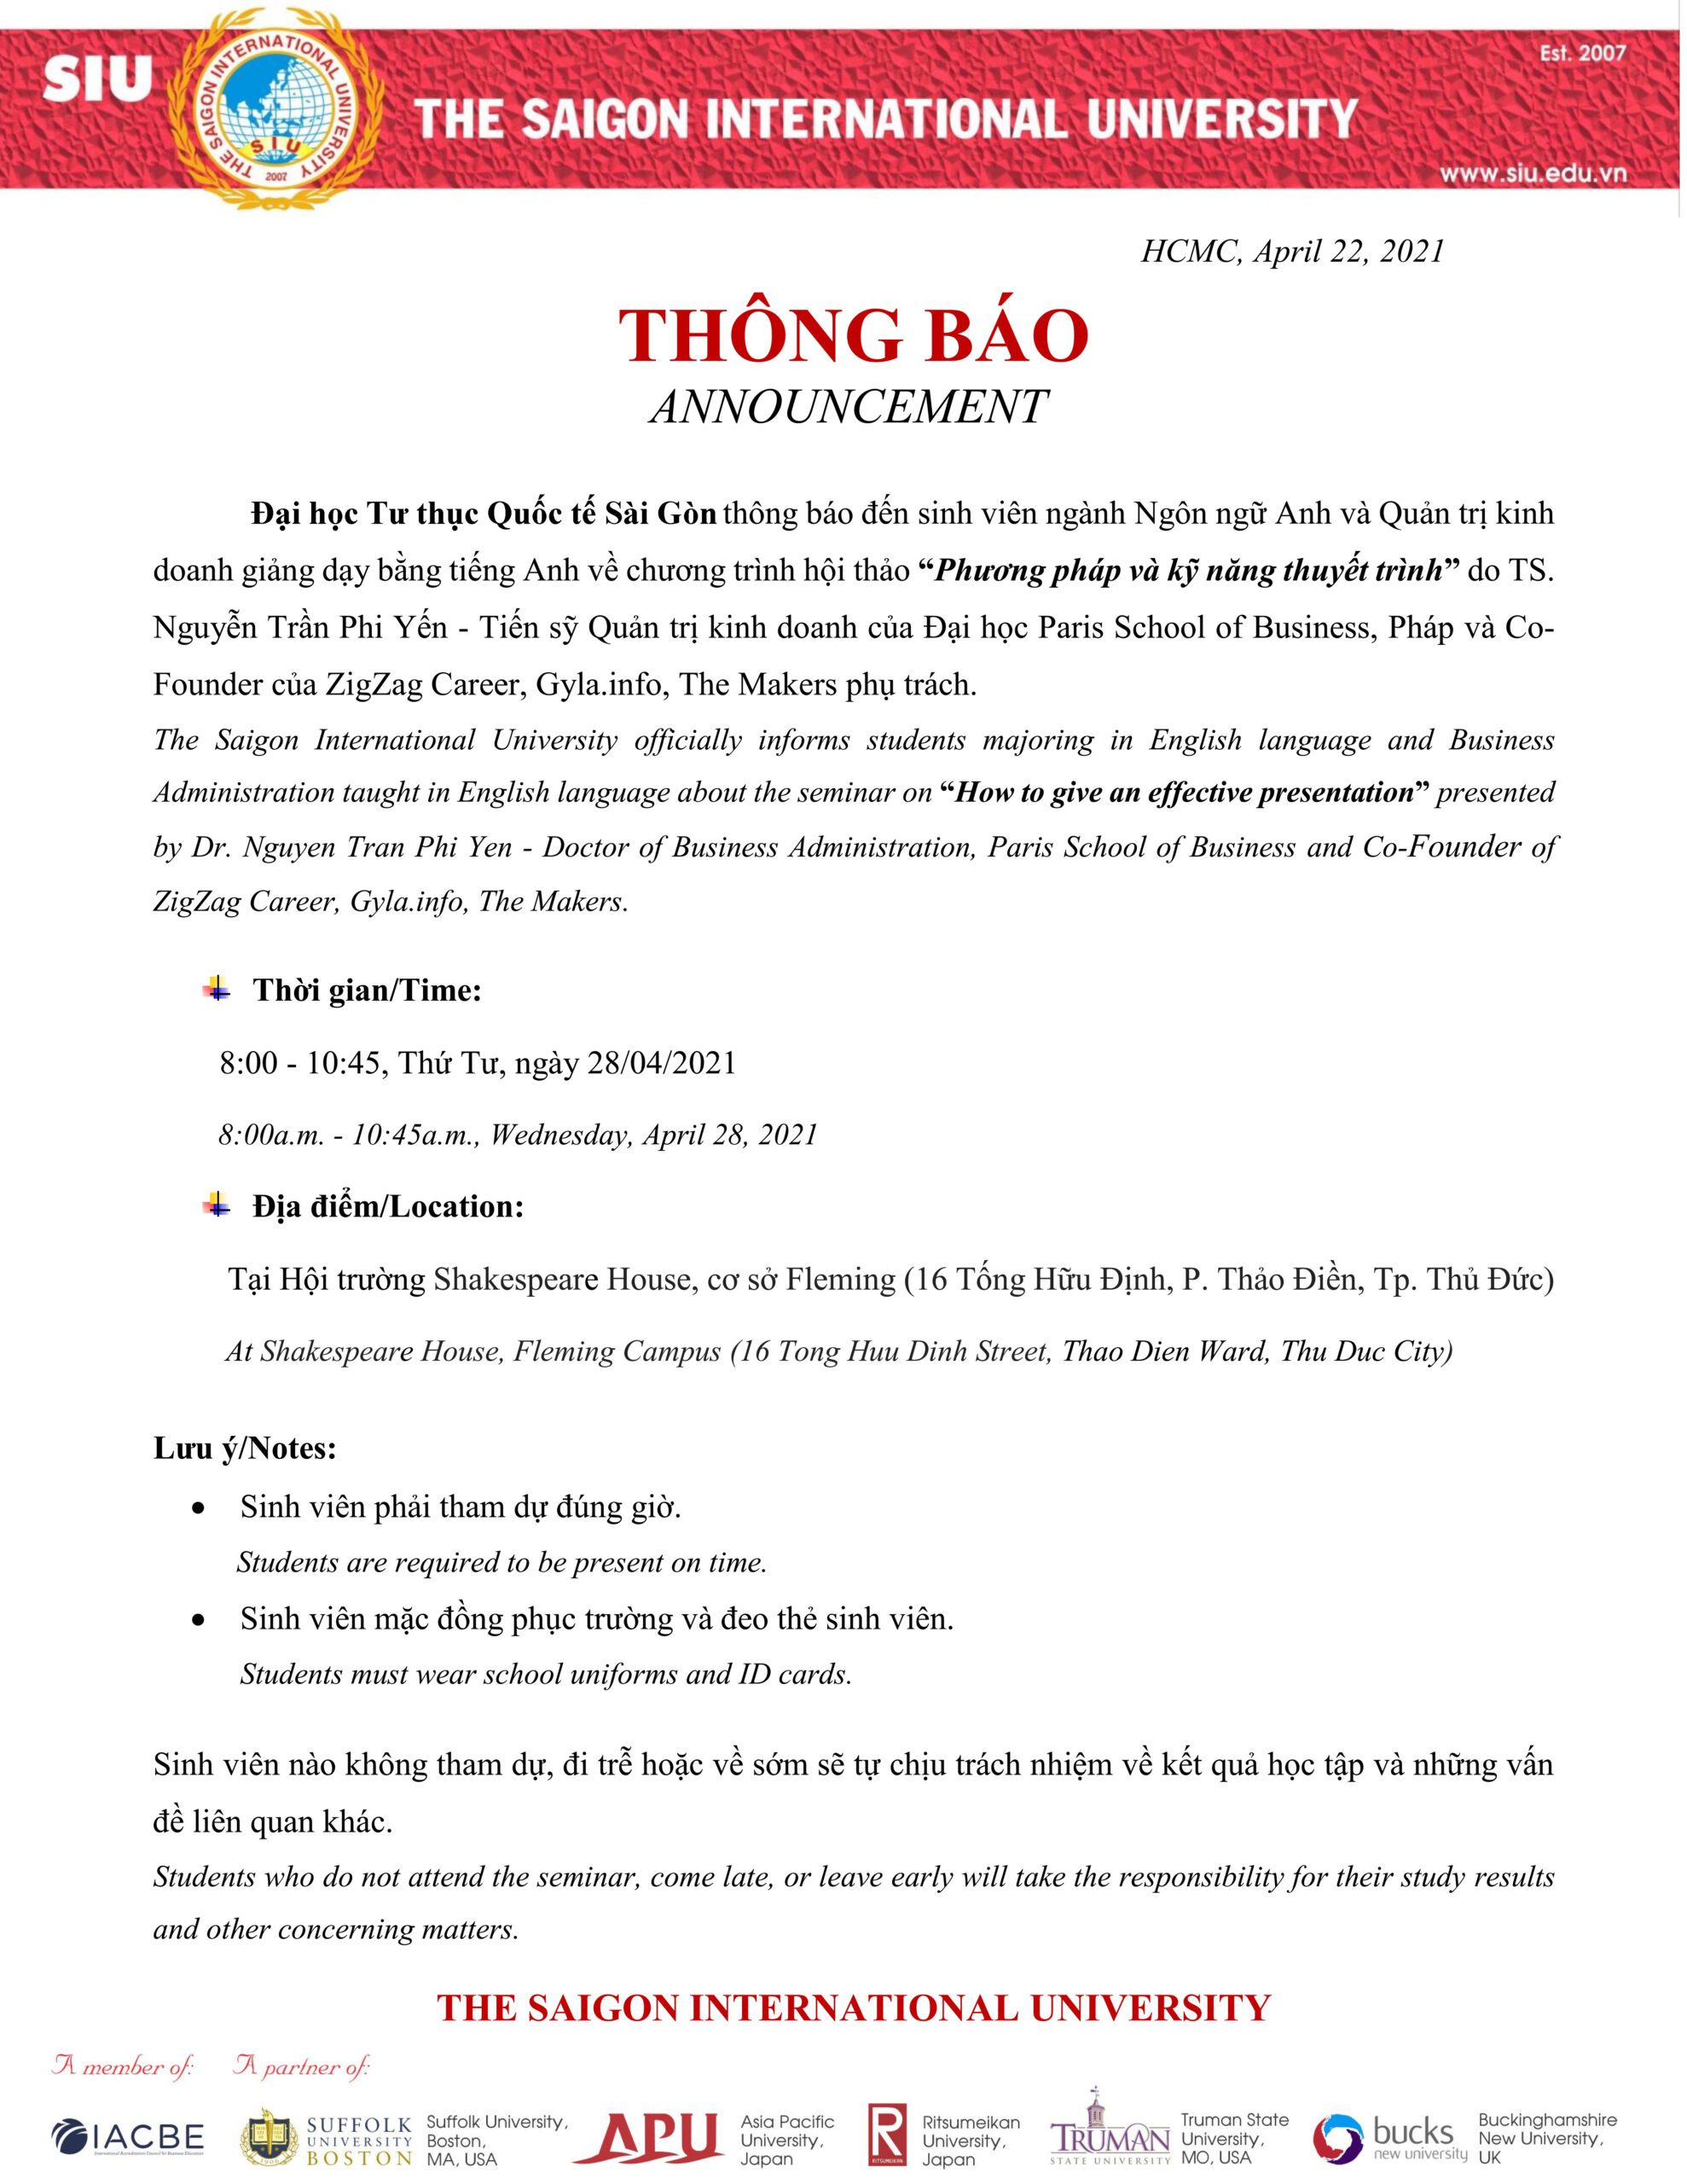 SIU
THE SAIGON INTERNATIONAL UNIVERSITY
SIU
2007
Est. 2007
THE SAIGON INTERNATIONAL UNIVERSITY
www.siu.edu.vn
HCMC, April 22, 2021
THÔNG BÁO
ANNOUNCEMENT
Đại học Tư thục Quốc tế Sài Gòn thông báo đến sinh viên ngành Ngôn ngữ Anh và Quản trị kinh
doanh giảng dạy bằng tiếng Anh về chương trình hội thảo “Phương pháp và kỹ năng thuyết trình” do TS.
Nguyễn Trần Phi Yến - Tiến sỹ Quản trị kinh doanh của Đại học Paris School of Business, Pháp và Co-
Founder của ZigZag Career, Gyla.info, The Makers phụ trách.
The Saigon International University officially informs students majoring in English language and Business
Administration taught in English language about the seminar on “How to give an effective presentation” presented
by Dr. Nguyen Tran Phi Yen - Doctor of Business Administration, Paris School of Business and Co-Founder of
ZigZag Career, Gyla.info, The Makers.
Thời gian/Time:
8:00 - 10:45, Thứ Tư, ngày 28/04/2021
8:00a.m. - 10:45a.m., Wednesday, April 28, 2021
Địa điểm/Location:
Tại Hội trường Shakespeare House, cơ sở Fleming (16 Tống Hữu Định, P. Thảo Điền, Tp. Thủ Đức)
At Shakespeare House, Fleming Campus (16 Tong Huu Dinh Street, Thao Dien Ward, Thu Duc City)
Lưu ý/Notes:
• Sinh viên phải tham dự đúng giờ.
Students are required to be present on time.
• Sinh viên mặc đồng phục trường và đeo thẻ sinh viên.
Students must wear school uniforms and ID cards.
Sinh viên nào không tham dự, đi trễ hoặc về sớm sẽ tự chịu trách nhiệm về kết quả học tập và những vấn
đề liên quan khác.
Students who do not attend the seminar, come late, or leave early will take the responsibility for their study results
and other concerning matters.
THE SAIGON INTERNATIONAL UNIVERSITY
A member of: A partner of:
IACBE
International Accreditation Council for Business Education
SUFFOLK
UNIVERSITY
BOSTON
Suffolk University,
Boston,
MA, USA
APU
Asia Pacific
University,
Japan
R
RITSUMEIKAN
Ritsumeikan
University,
Japan
TRUMAN
STATE UNIVERSITY
Truman State
University,
MO, USA
bucks
new university
Buckinghamshire
New University,
UK